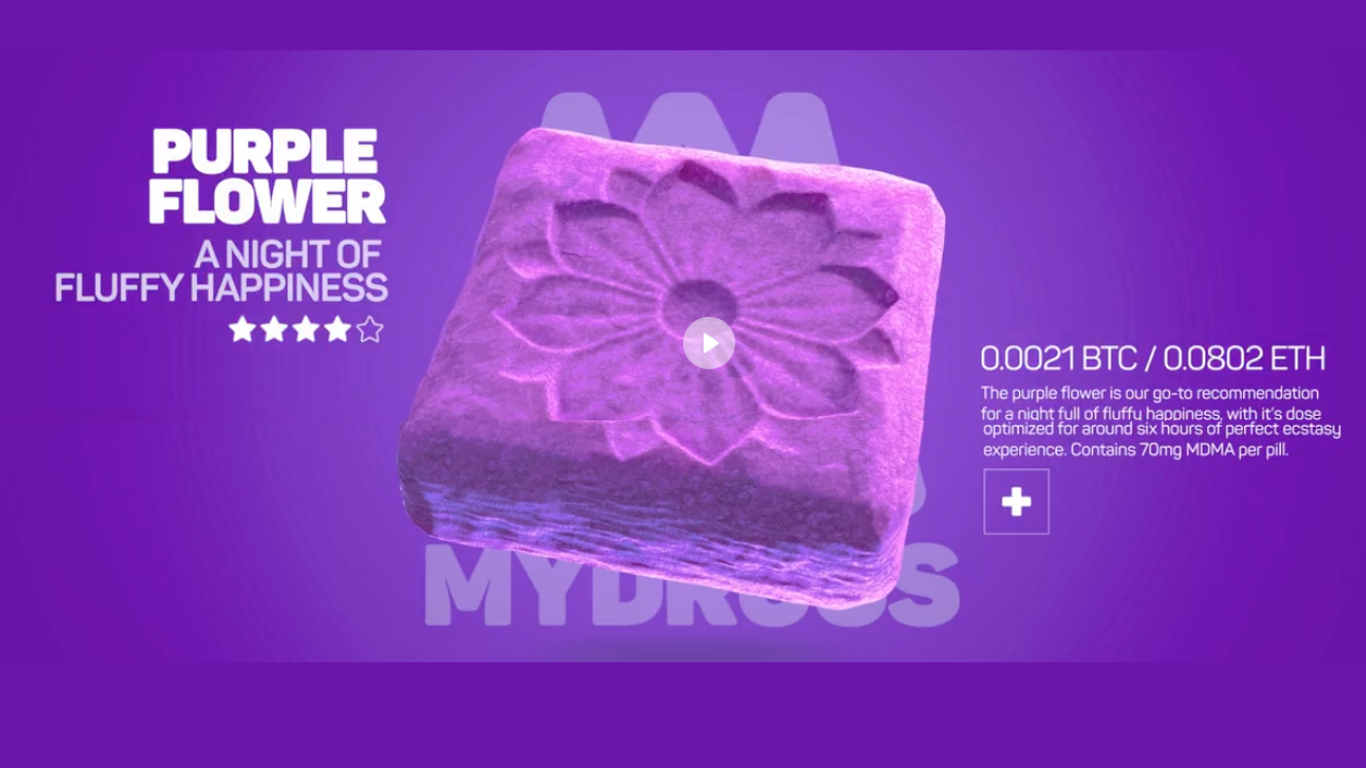 PURPLE
FLOWER
A NIGHT OF
FLUFFY HAPPINESS
0.0021 BTC / 0.0802 ETH
The purple flower is our go-to recommendation
for a night full of fluffy happiness, with it's dose
optimized for around six hours of perfect ecstasy
experience. Contains 70mg MDMA per pill.
MYDRUGS